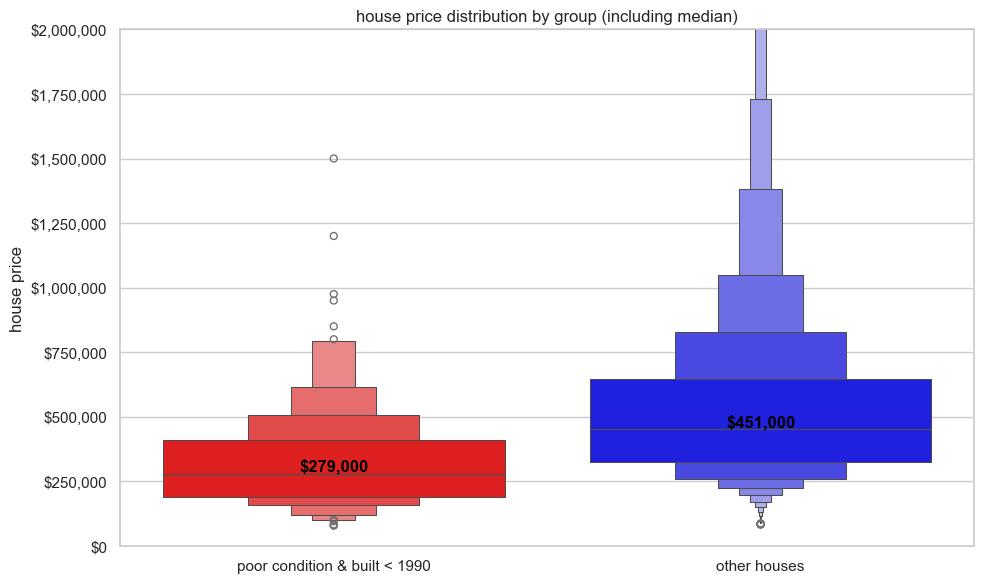 house price distribution by group (including median)
$2,000,000
$1,750,000
$1,500,000
$1,250,000
$1,000,000
$750,000
$500,000
$250,000
$0
house price
$451,000
$279,000
poor condition & built < 1990
other houses